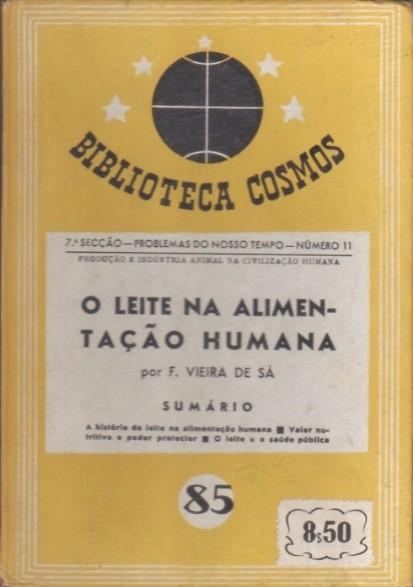 BIBLIOTECA COSMOS
7.ª SECÇÃO — PROBLEMAS DO NOSSO TEMPO — NÚMERO 11
PRODUÇÃO E INDÚSTRIA ANIMAL NA CIVILIZAÇÃO HUMANA
O LEITE NA ALIMEN-
TAÇÃO HUMANA
por F. VIEIRA DE SÁ
SUMÁRIO
A história do leite na alimentação humana ■ Valor nu-
tritivo e poder protector ■ O leite e a saúde pública
85
8$50